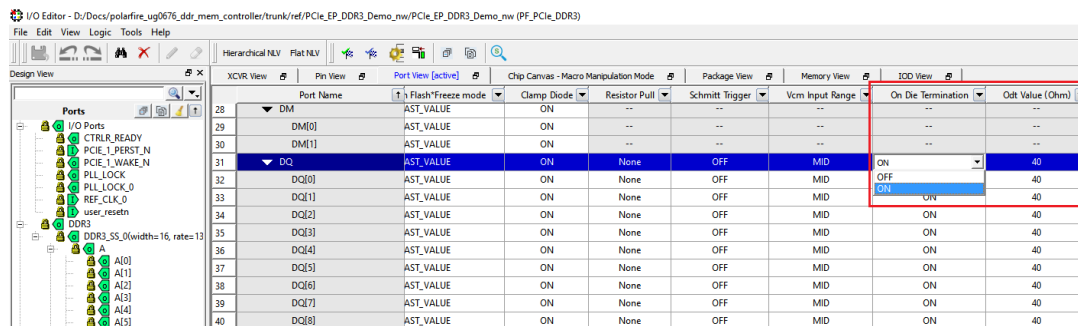 I/O Editor - D:/Docs/polarfire_ug0676_ddr_mem_controller/trunk/ref/PCIe_EP_DDR3_Demo_nw/PCIe_EP_DDR3_Demo_nw (PF_PCIe_DDR3)
File Edit View Logic Tools Help
Hierarchical NLV Flat NLV
Design View
XCVR View Pin View Port View [active] Chip Canvas - Macro Manipulation Mode Package View Memory View IOD View
Port Name n Flash*Freeze mode Clamp Diode Resistor Pull Schmitt Trigger Vcm Input Range On Die Termination Odt Value (Ohm)
28 DM AST_VALUE ON -- -- -- -- --
29 DM[0] AST_VALUE ON -- -- -- -- --
30 DM[1] AST_VALUE ON -- -- -- -- --
31 DQ AST_VALUE ON None OFF MID ON 40
OFF
ON
32 DQ[0] AST_VALUE ON None OFF MID 40
33 DQ[1] AST_VALUE ON None OFF MID ON 40
34 DQ[2] AST_VALUE ON None OFF MID ON 40
35 DQ[3] AST_VALUE ON None OFF MID ON 40
36 DQ[4] AST_VALUE ON None OFF MID ON 40
37 DQ[5] AST_VALUE ON None OFF MID ON 40
38 DQ[6] AST_VALUE ON None OFF MID ON 40
39 DQ[7] AST_VALUE ON None OFF MID ON 40
40 DQ[8] AST_VALUE ON None OFF MID ON 40
Ports
I/O Ports
CTRLR_READY
PCIE_1_PERST_N
PCIE_1_WAKE_N
PLL_LOCK
PLL_LOCK_0
REF_CLK_0
user_resetn
DDR3
DDR3_SS_0(width=16, rate=13
A
A[0]
A[1]
A[2]
A[3]
A[4]
A[5]